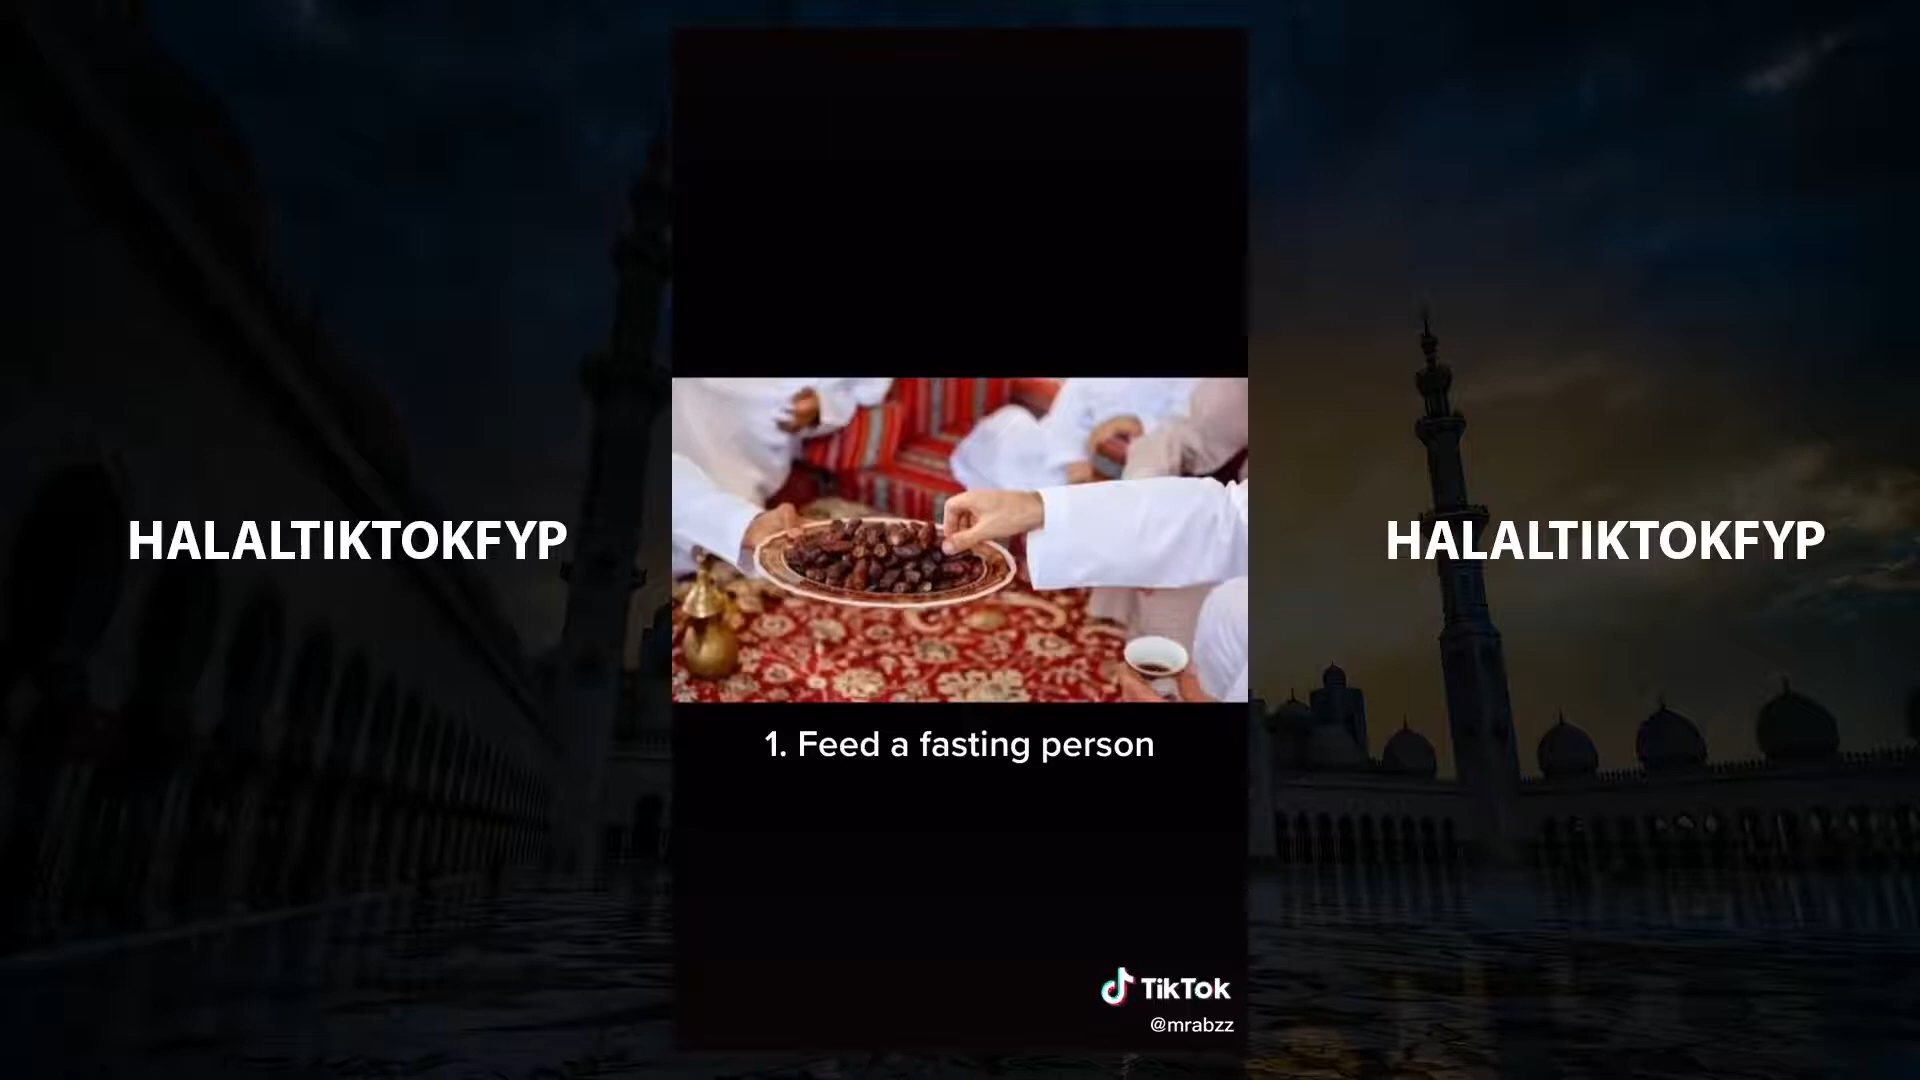 HALALTIKTOKFYP
HALALTIKTOKFYP
1. Feed a fasting person
TikTok
@mrabzz